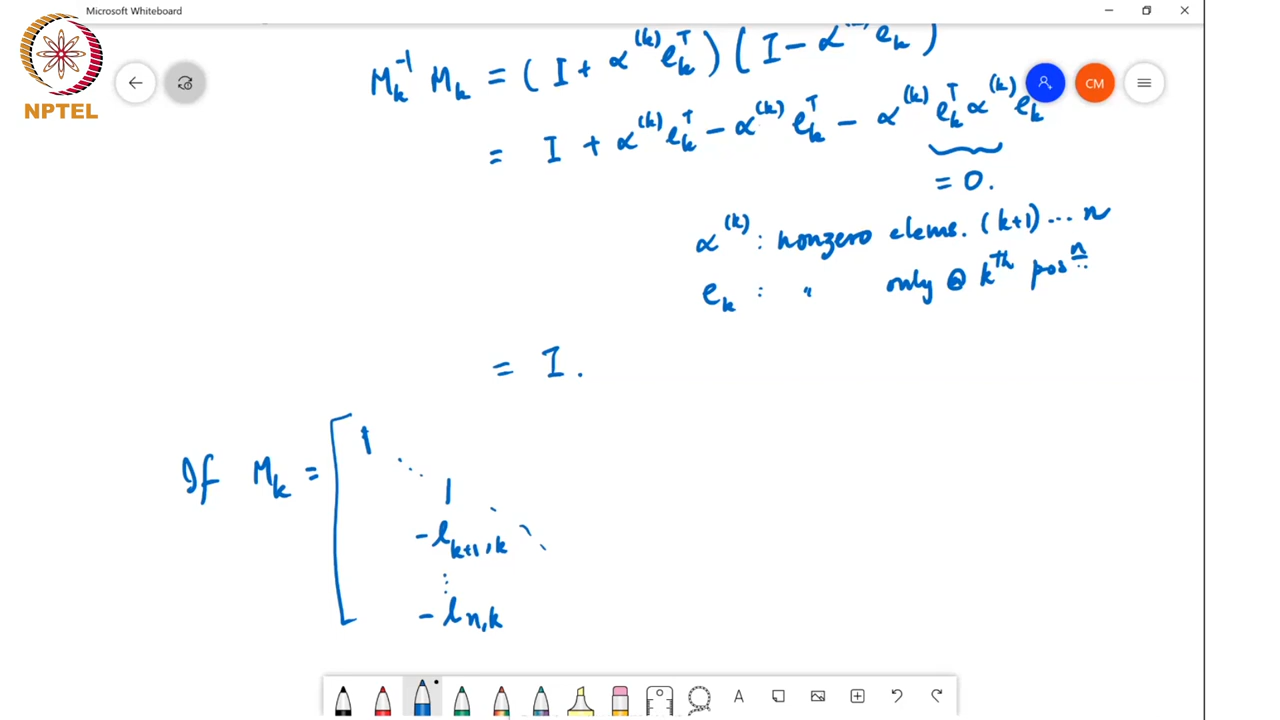 Microsoft Whiteboard
NPTEL
CM
M_k^{-1} M_k = (I + α^{(k)} e_k^T) (I - α^{(k)} e_k)
= I + α^{(k)} e_k^T - α^{(k)} e_k^T - α^{(k)} e_k^T α^{(k)} e_k
= 0.
α^{(k)} : nonzero elems. (k+1) ... n
e_k : " only @ k^{th} pos^n
= I.
If M_k = [ 1
⋱
1
-l_{k+1,k} ⋱
⋮
-l_{n,k}
A